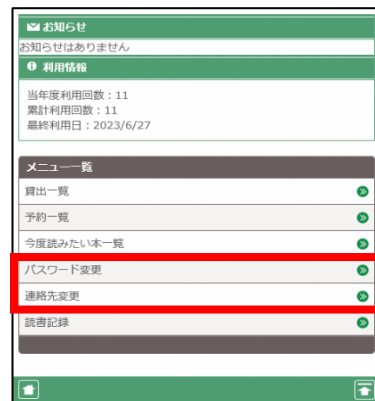 お知らせ
お知らせはありません
利用情報
当年度利用回数：11
累計利用回数：11
最終利用日：2023/6/27
メニュー一覧
貸出一覧
予約一覧
今度読みたい本一覧
パスワード変更
連絡先変更
読書記録